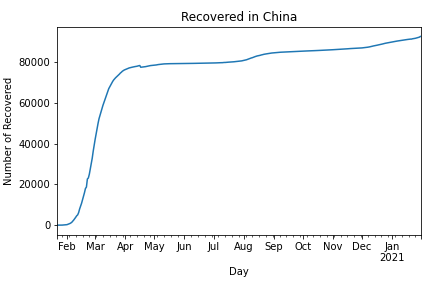 Recovered in China
Number of Recovered
80000
60000
40000
20000
0
Feb Mar Apr May Jun Jul Aug Sep Oct Nov Dec Jan
2021
Day